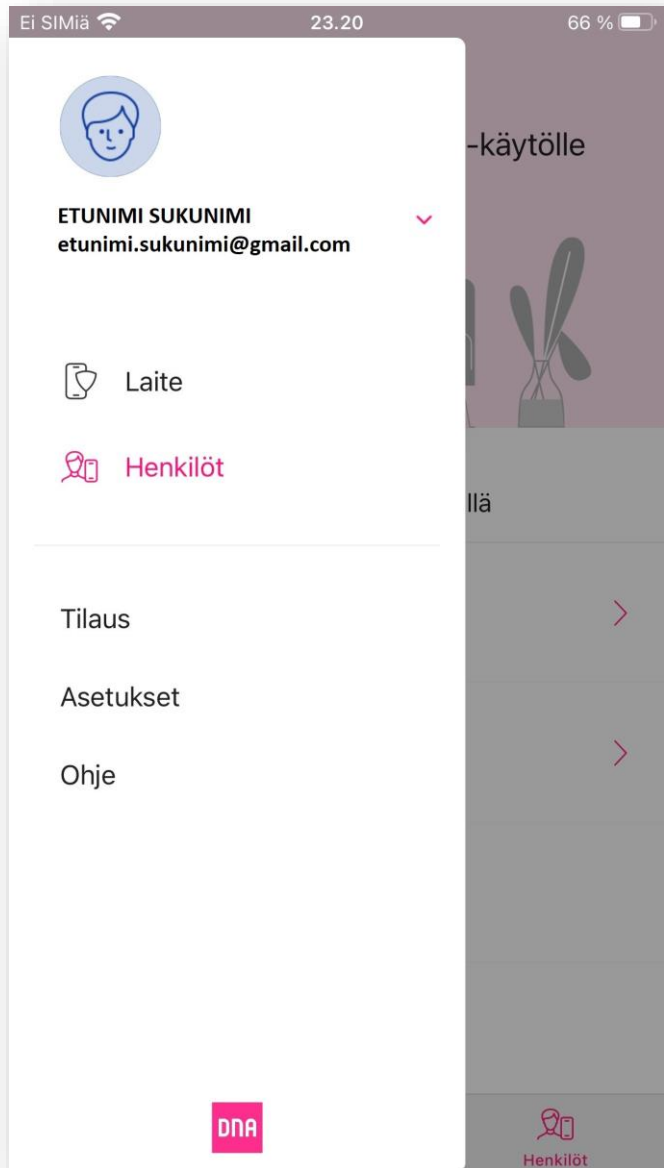 Ei SIMiä
23.20
66 %
-käytölle
ETUNIMI SUKUNIMI
etunimi.sukunimi@gmail.com
Laite
Henkilöt
llä
Tilaus
Asetukset
Ohje
DNA
Henkilöt